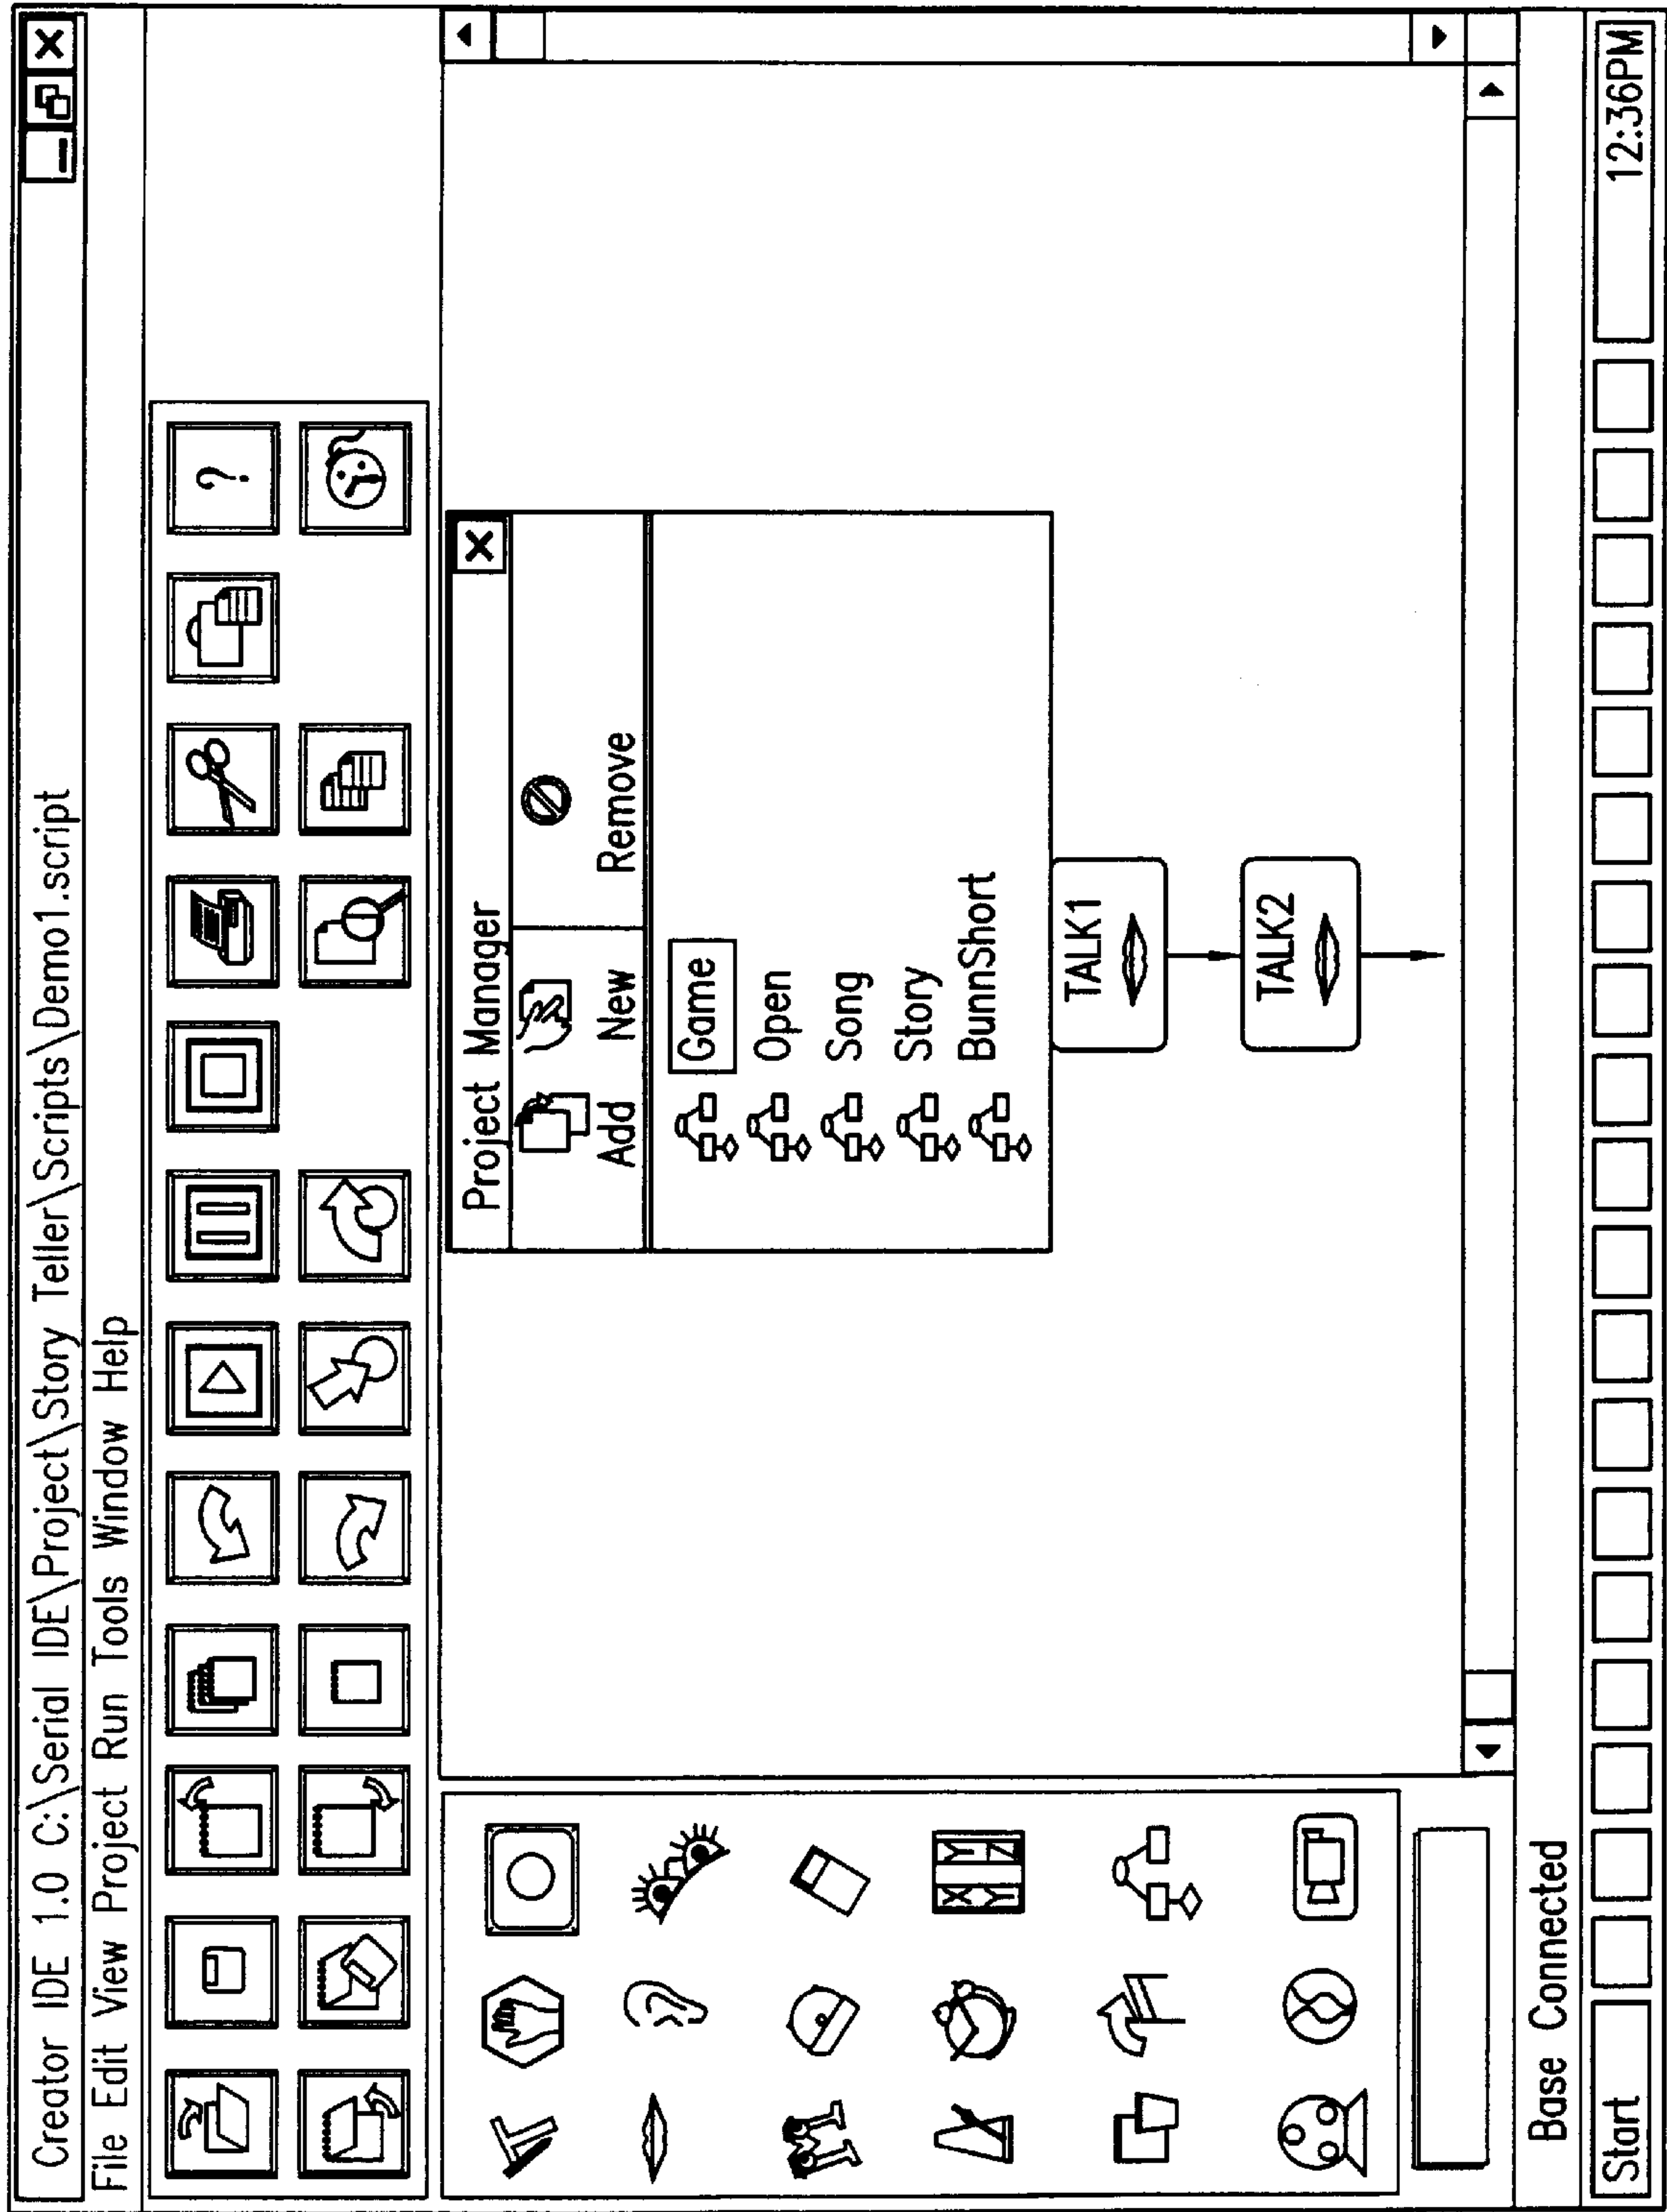 Creator IDE 1.0 C:\Serial IDE\Project\Story Teller\Scripts\Demo1.script
File Edit View Project Run Tools Window Help
?
Project Manager
Add New Remove
Game
Open
Song
Story
BunnShort
TALK1
TALK2
X Y Y Z
Base Connected
Start 12:36PM